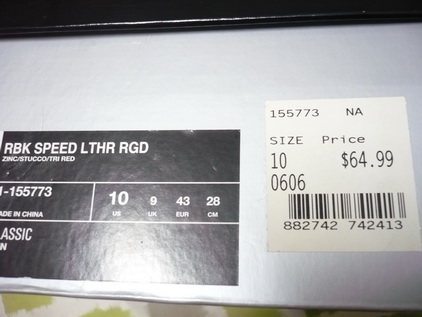 RBK SPEED LTHR RGD
ZINC/STUCCO/TRI RED
1-155773
10 9 43 28
US UK EUR CM
ADE IN CHINA
ASSIC
N
155773 NA
SIZE Price
10 $64.99
0606
882742 742413